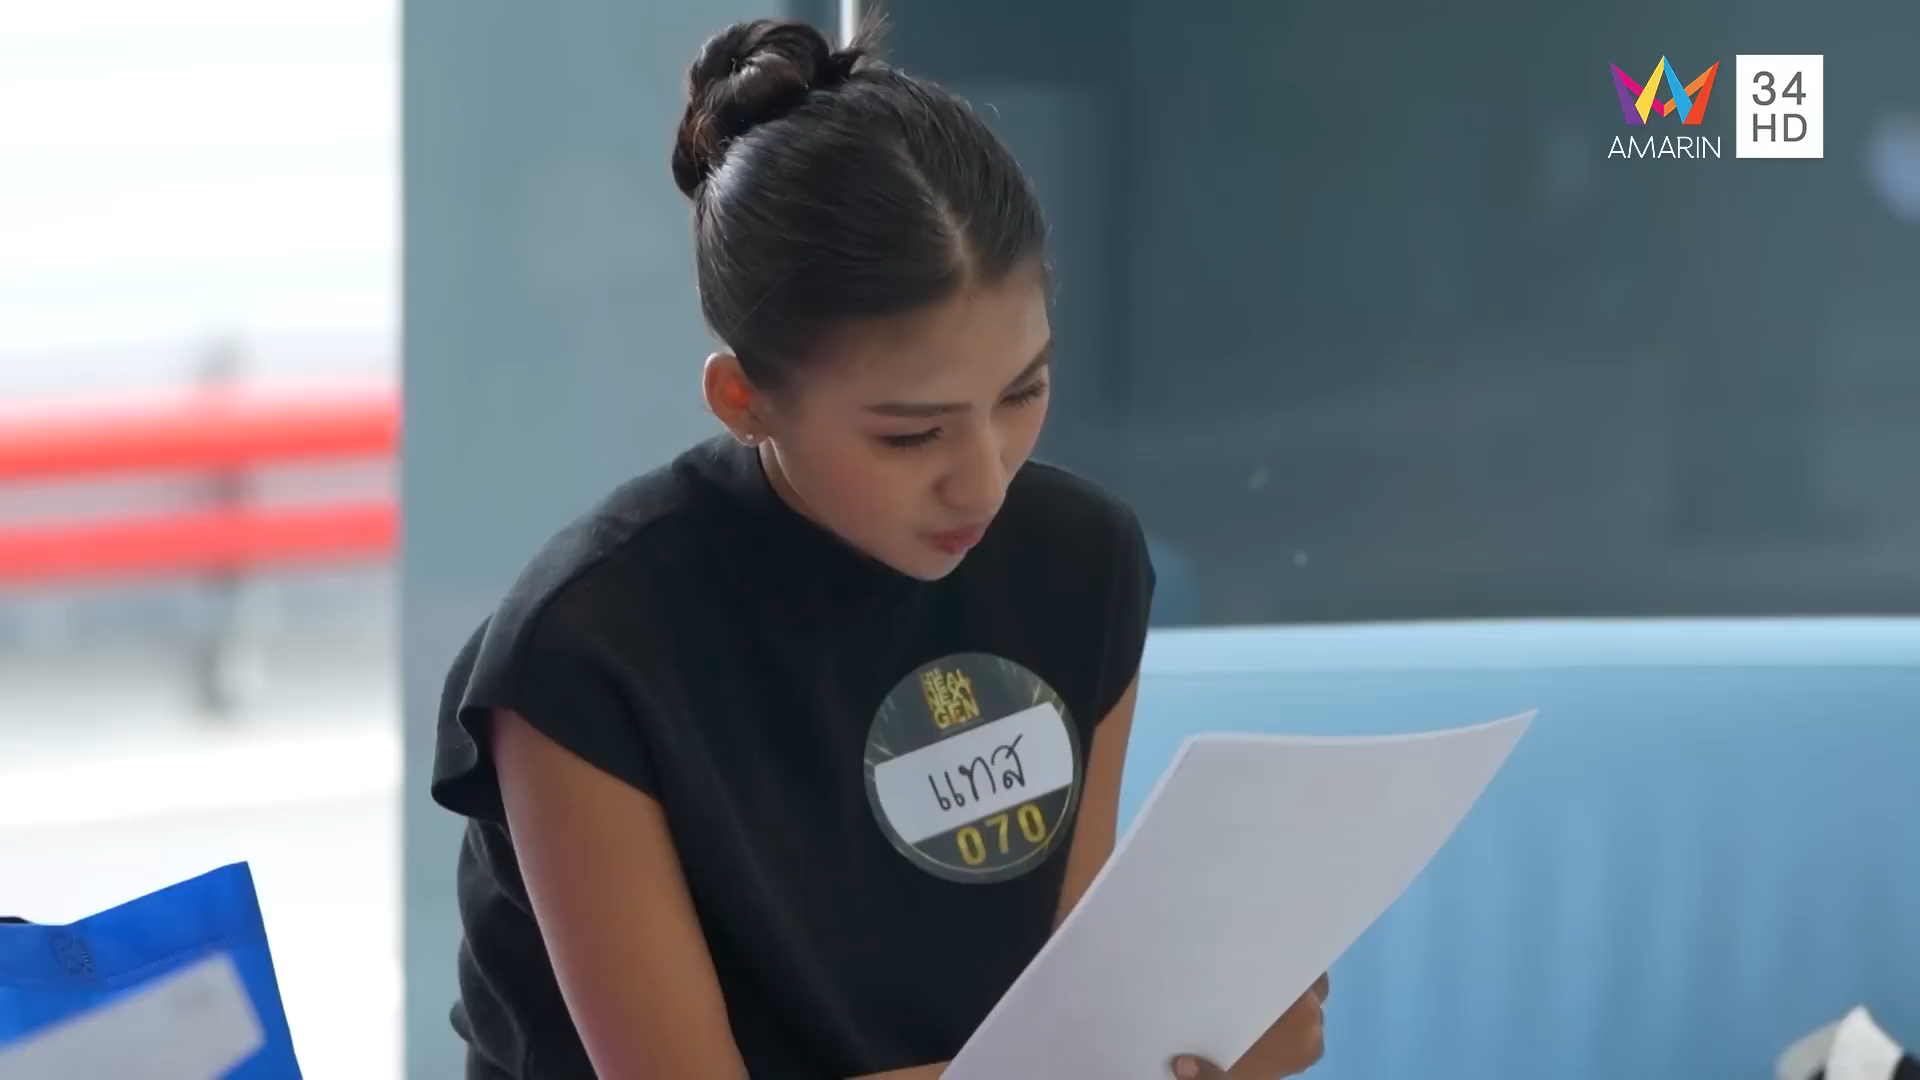 AMARIN
34
HD
THE
REAL
NEXT
GEN
แทส
070